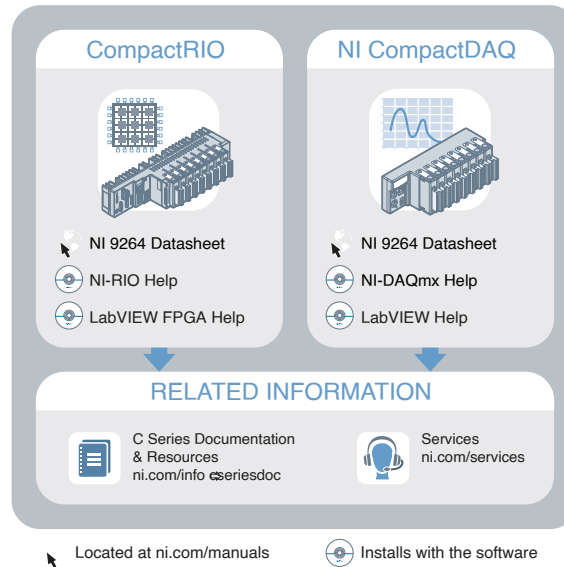 CompactRIO
NI 9264 Datasheet
NI-RIO Help
LabVIEW FPGA Help
NI CompactDAQ
NI 9264 Datasheet
NI-DAQmx Help
LabVIEW Help
RELATED INFORMATION
C Series Documentation
& Resources
ni.com/info cseriesdoc
Services
ni.com/services
Located at ni.com/manuals
Installs with the software